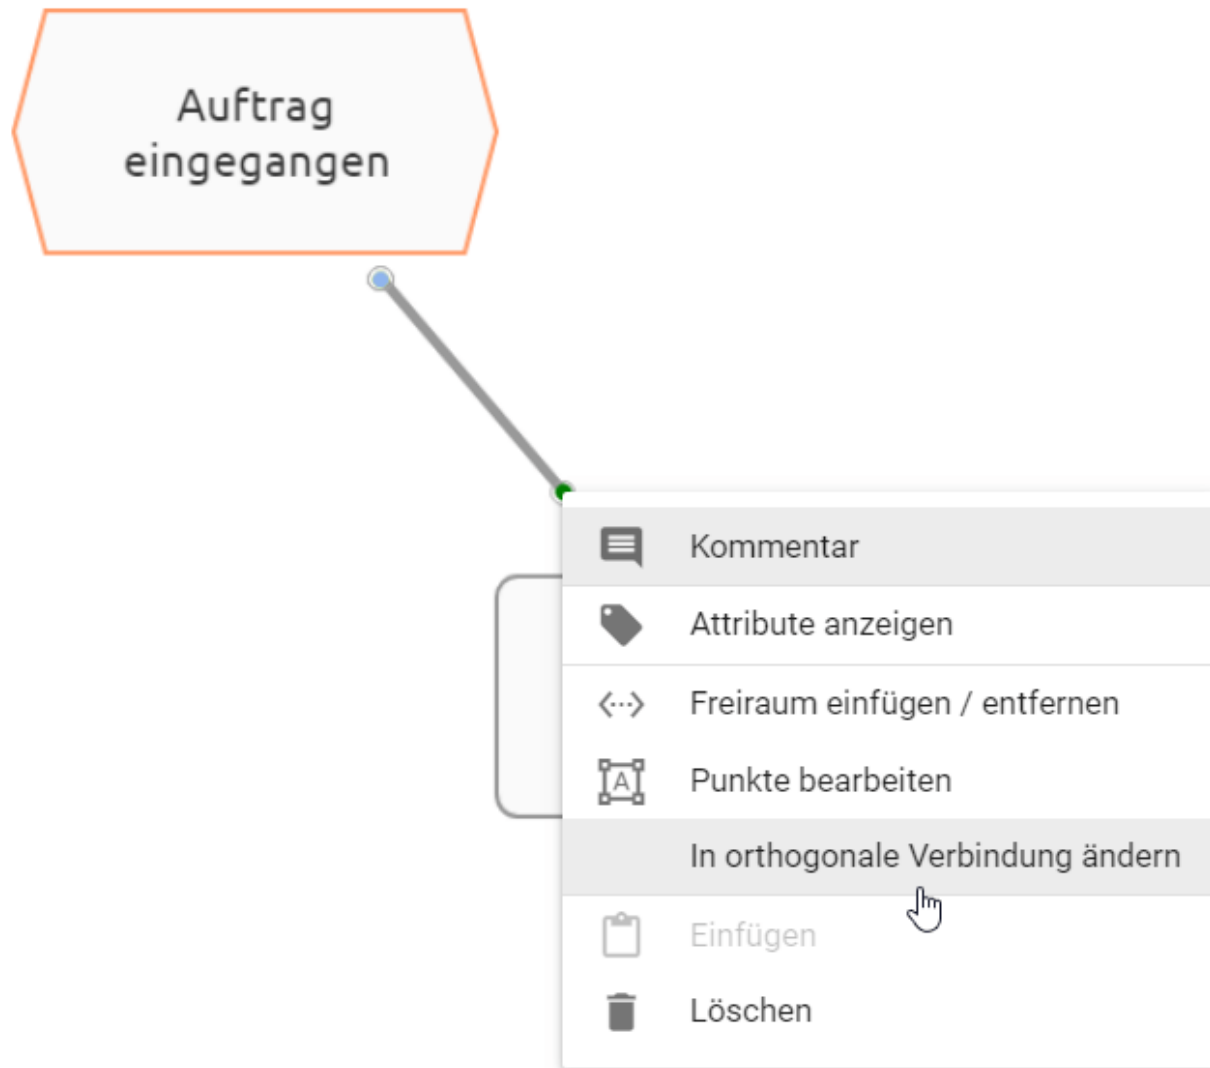 Auftrag
eingegangen
Kommentar
Attribute anzeigen
Freiraum einfügen / entfernen
A
Punkte bearbeiten
In orthogonale Verbindung ändern
Einfügen
Löschen